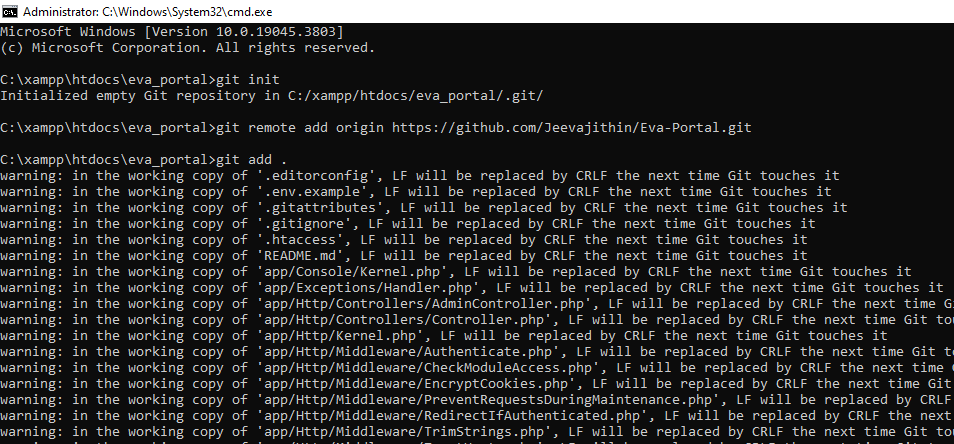 Administrator: C:\Windows\System32\cmd.exe
Microsoft Windows [Version 10.0.19045.3803]
(c) Microsoft Corporation. All rights reserved.
C:\xampp\htdocs\eva_portal>git init
Initialized empty Git repository in C:/xampp/htdocs/eva_portal/.git/
C:\xampp\htdocs\eva_portal>git remote add origin https://github.com/Jeevajithin/Eva-Portal.git
C:\xampp\htdocs\eva_portal>git add .
warning: in the working copy of '.editorconfig', LF will be replaced by CRLF the next time Git touches it
warning: in the working copy of '.env.example', LF will be replaced by CRLF the next time Git touches it
warning: in the working copy of '.gitattributes', LF will be replaced by CRLF the next time Git touches it
warning: in the working copy of '.gitignore', LF will be replaced by CRLF the next time Git touches it
warning: in the working copy of '.htaccess', LF will be replaced by CRLF the next time Git touches it
warning: in the working copy of 'README.md', LF will be replaced by CRLF the next time Git touches it
warning: in the working copy of 'app/Console/Kernel.php', LF will be replaced by CRLF the next time Git touches it
warning: in the working copy of 'app/Exceptions/Handler.php', LF will be replaced by CRLF the next time Git touches it
warning: in the working copy of 'app/Http/Controllers/AdminController.php', LF will be replaced by CRLF the next time G
warning: in the working copy of 'app/Http/Controllers/Controller.php', LF will be replaced by CRLF the next time Git to
warning: in the working copy of 'app/Http/Kernel.php', LF will be replaced by CRLF the next time Git touches it
warning: in the working copy of 'app/Http/Middleware/Authenticate.php', LF will be replaced by CRLF the next time Git t
warning: in the working copy of 'app/Http/Middleware/CheckModuleAccess.php', LF will be replaced by CRLF the next time
warning: in the working copy of 'app/Http/Middleware/EncryptCookies.php', LF will be replaced by CRLF the next time Git
warning: in the working copy of 'app/Http/Middleware/PreventRequestsDuringMaintenance.php', LF will be replaced by CRLF
warning: in the working copy of 'app/Http/Middleware/RedirectIfAuthenticated.php', LF will be replaced by CRLF the next
warning: in the working copy of 'app/Http/Middleware/TrimStrings.php', LF will be replaced by CRLF the next time Git to